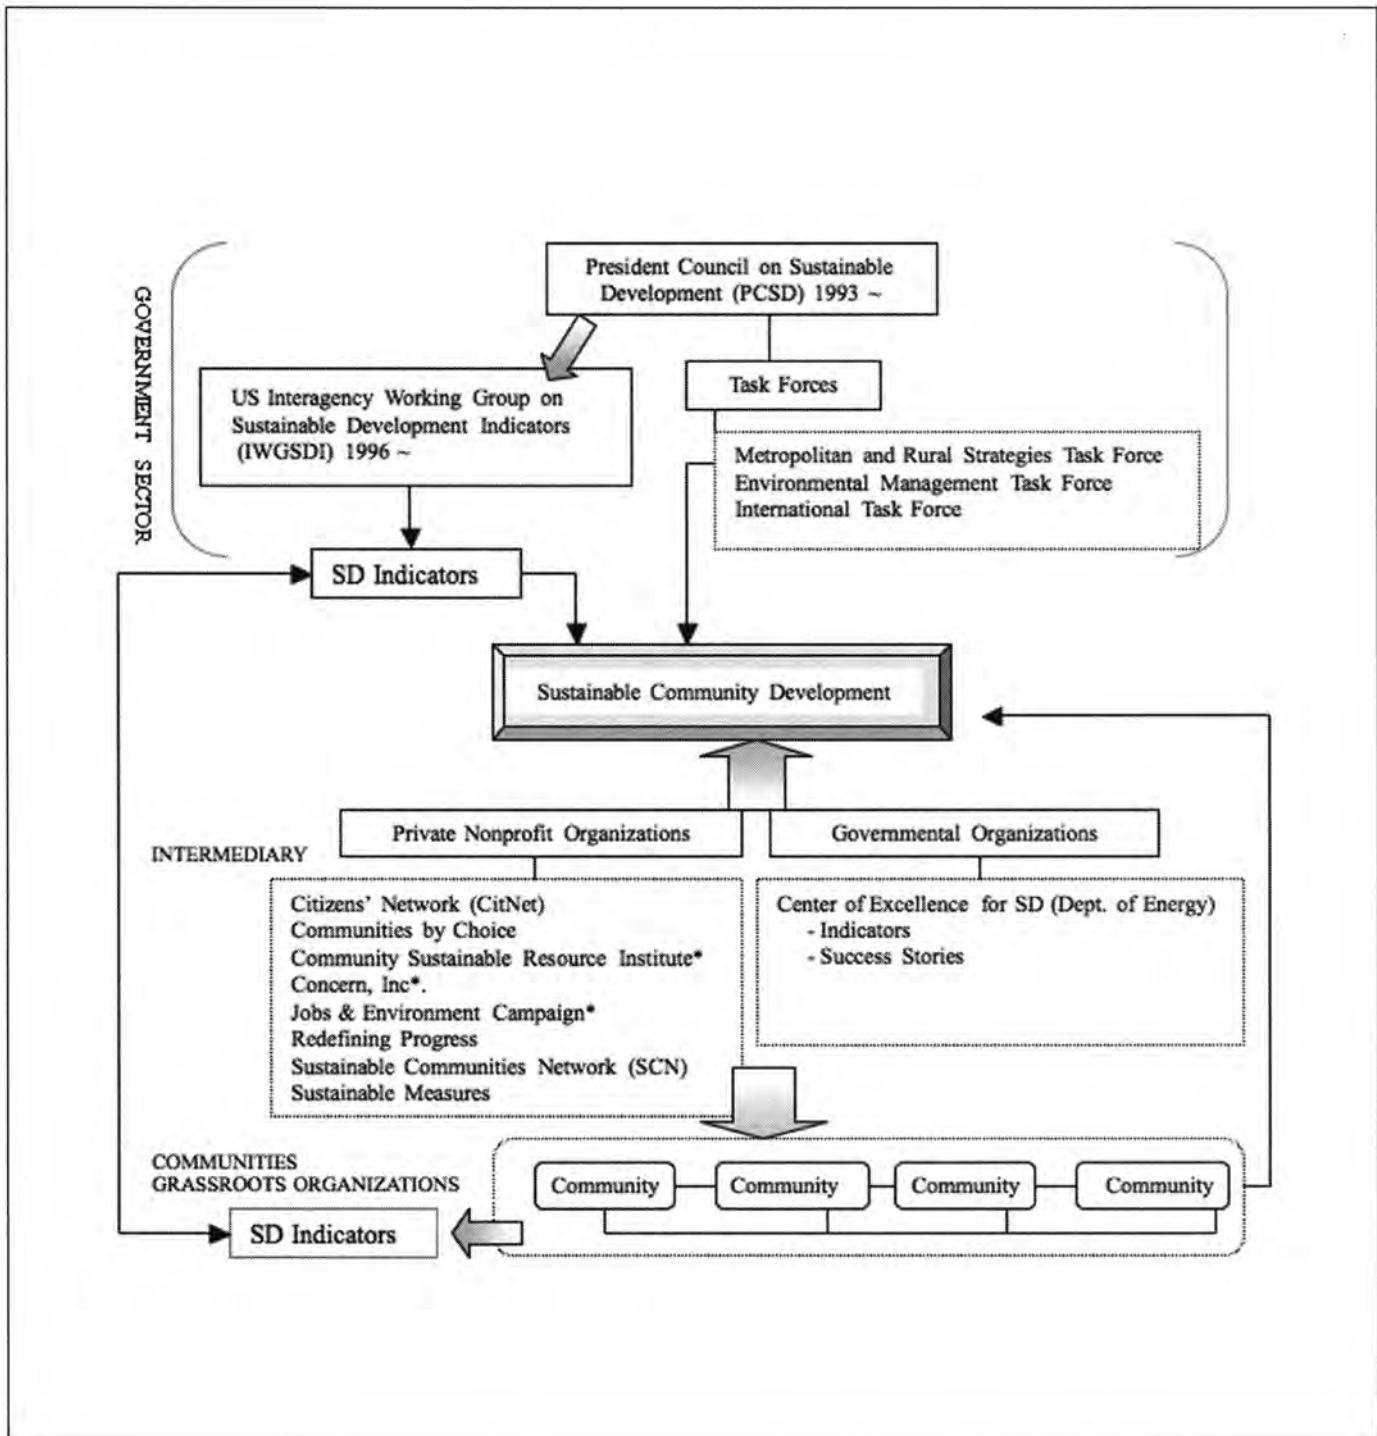 President Council on Sustainable
Development (PCSD) 1993 ~
GOVERNMENT SECTOR
US Interagency Working Group on
Sustainable Development Indicators
(IWGSDI) 1996 ~
Task Forces
Metropolitan and Rural Strategies Task Force
Environmental Management Task Force
International Task Force
SD Indicators
Sustainable Community Development
Private Nonprofit Organizations
Governmental Organizations
INTERMEDIARY
Citizens' Network (CitNet)
Communities by Choice
Community Sustainable Resource Institute*
Concern, Inc*.
Jobs & Environment Campaign*
Redefining Progress
Sustainable Communities Network (SCN)
Sustainable Measures
Center of Excellence for SD (Dept. of Energy)
- Indicators
- Success Stories
COMMUNITIES
GRASSROOTS ORGANIZATIONS
Community
Community
Community
Community
SD Indicators